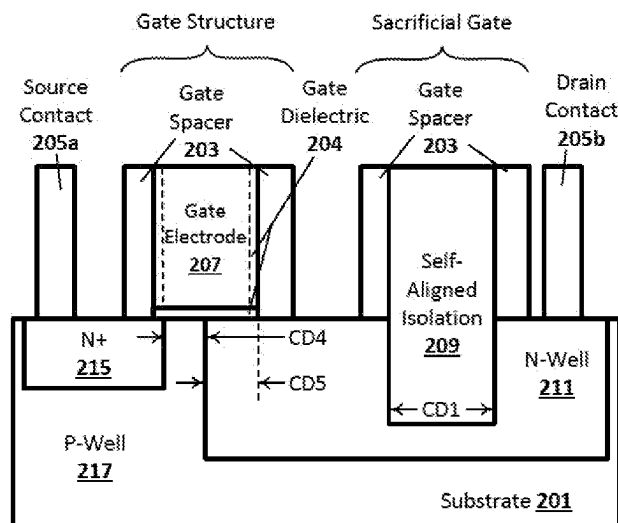 Gate Structure
Sacrificial Gate
Source
Contact
205a
Gate
Spacer
203
Gate
Dielectric
204
Gate
Spacer
203
Drain
Contact
205b
Gate
Electrode
207
Self-
Aligned
Isolation
209
N+
215
CD4
CD5
CD1
N-Well
211
P-Well
217
Substrate 201